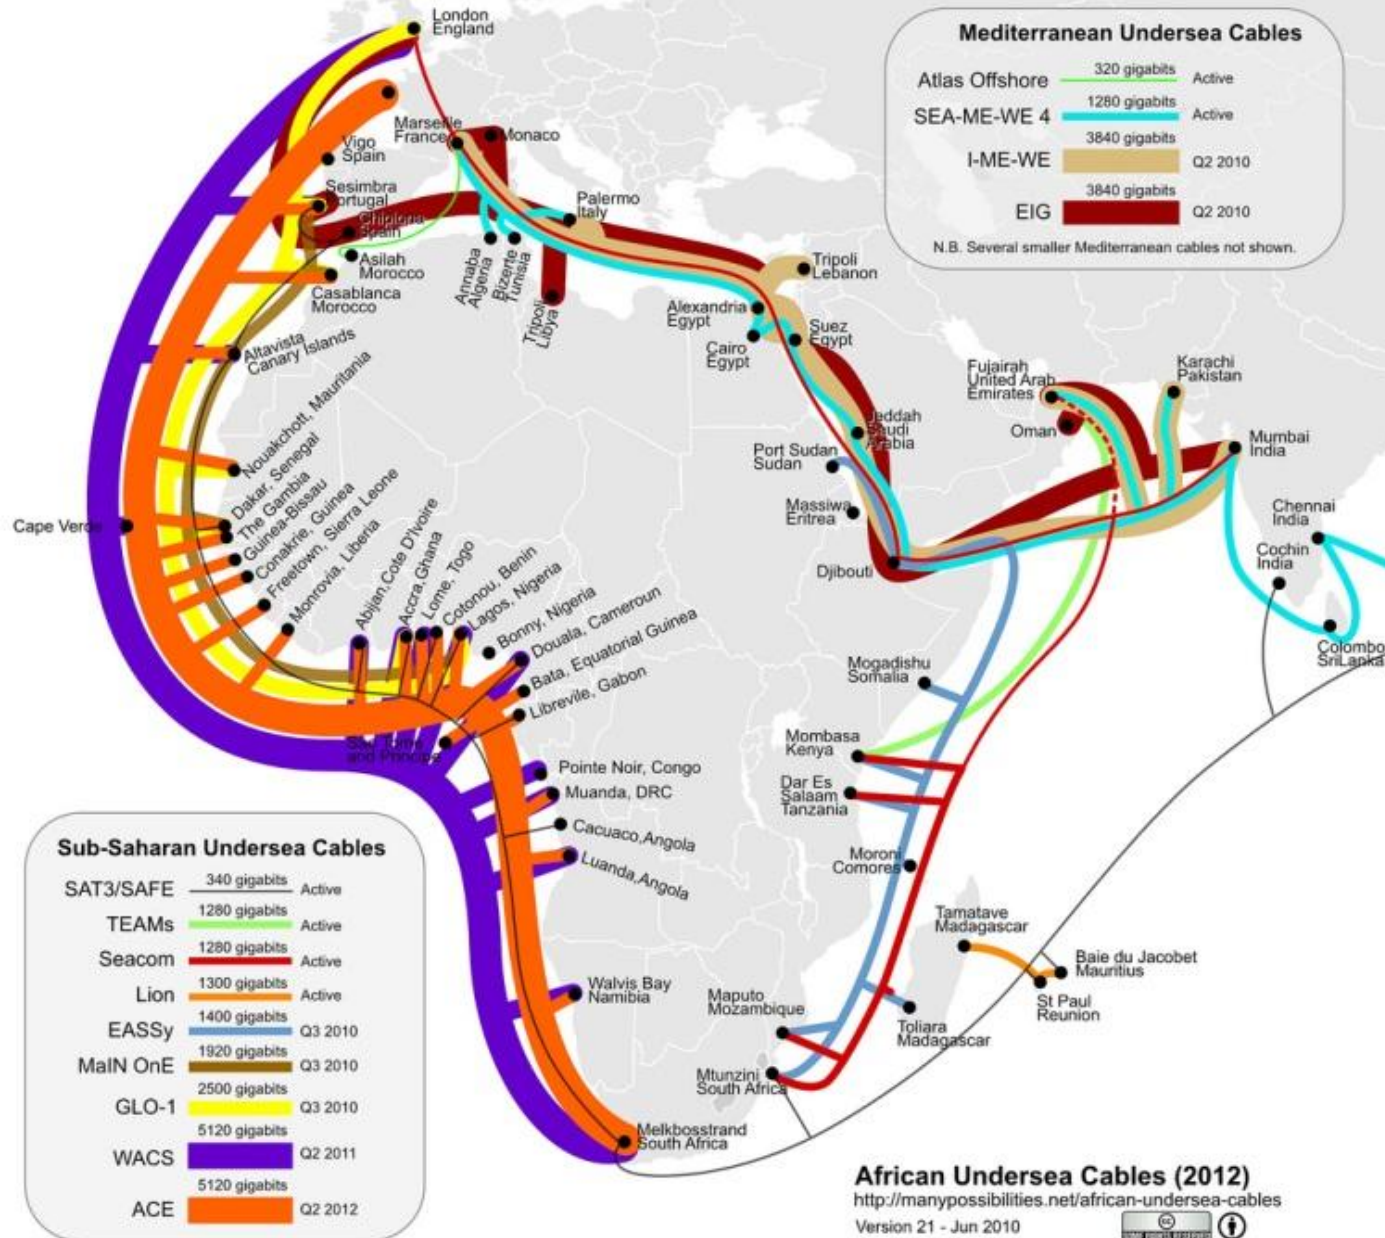 London
England
Marseille
France
Monaco
Vigo
Spain
Sesimbra
Portugal
Chipiona
Spain
Asilah
Morocco
Casablanca
Morocco
Altavista
Canary Islands
Annaba
Algeria
Bizerte
Tunisia
Tripoli
Libya
Palermo
Italy
Tripoli
Lebanon
Alexandria
Egypt
Cairo
Egypt
Suez
Egypt
Jeddah
Saudi
Arabia
Port Sudan
Sudan
Massiwa
Eritrea
Djibouti
Fujairah
United Arab
Emirates
Oman
Karachi
Pakistan
Mumbai
India
Chennai
India
Cochin
India
Colombo
SriLanka
Nouakchott, Mauritania
Dakar, Senegal
The Gambia
Guinea-Bissau
Conakrie, Guinea
Freetown, Sierra Leone
Monrovia, Liberia
Cape Verde
Abijan,Cote D'Ivoire
Accra,Ghana
Lome, Togo
Cotonou, Benin
Lagos, Nigeria
Bonny, Nigeria
Douala, Cameroun
Bata, Equatorial Guinea
Libreville, Gabon
Sao Tome
and Principe
Pointe Noir, Congo
Muanda, DRC
Cacuaco,Angola
Luanda,Angola
Walvis Bay
Namibia
Melkbosstrand
South Africa
Mogadishu
Somalia
Mombasa
Kenya
Dar Es
Salaam
Tanzania
Moroni
Comores
Tamatave
Madagascar
Baie du Jacobet
Mauritius
St Paul
Reunion
Toliara
Madagascar
Maputo
Mozambique
Mtunzini
South Africa
Mediterranean Undersea Cables
Atlas Offshore 320 gigabits Active
SEA-ME-WE 4 1280 gigabits Active
I-ME-WE 3840 gigabits Q2 2010
EIG 3840 gigabits Q2 2010
N.B. Several smaller Mediterranean cables not shown.
Sub-Saharan Undersea Cables
SAT3/SAFE 340 gigabits Active
TEAMs 1280 gigabits Active
Seacom 1280 gigabits Active
Lion 1300 gigabits Active
EASSy 1400 gigabits Q3 2010
MaIN OnE 1920 gigabits Q3 2010
GLO-1 2500 gigabits Q3 2010
WACS 5120 gigabits Q2 2011
ACE 5120 gigabits Q2 2012
African Undersea Cables (2012)
http://manypossibilities.net/african-undersea-cables
Version 21 - Jun 2010
cc